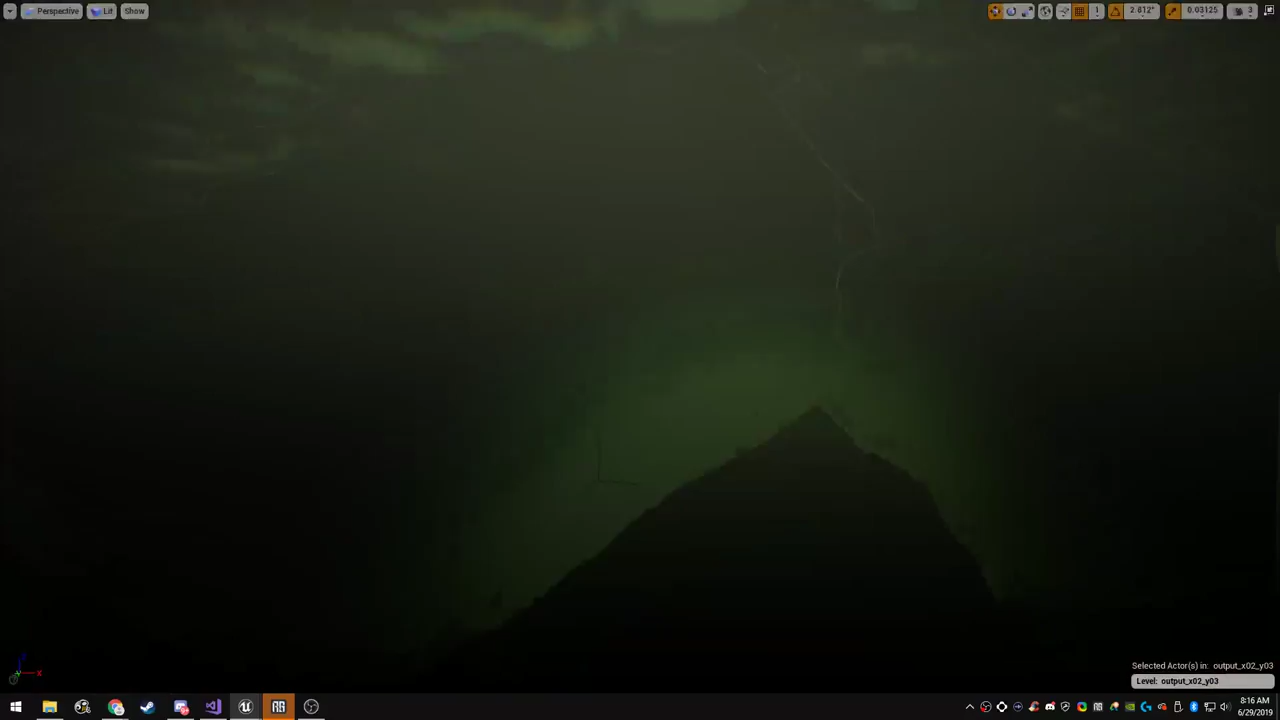 Perspective Lit Show 1 2.812° 0.03125 3
Selected Actor(s) in: output_x02_y03
Level: output_x02_y03
8:16 AM
6/29/2019